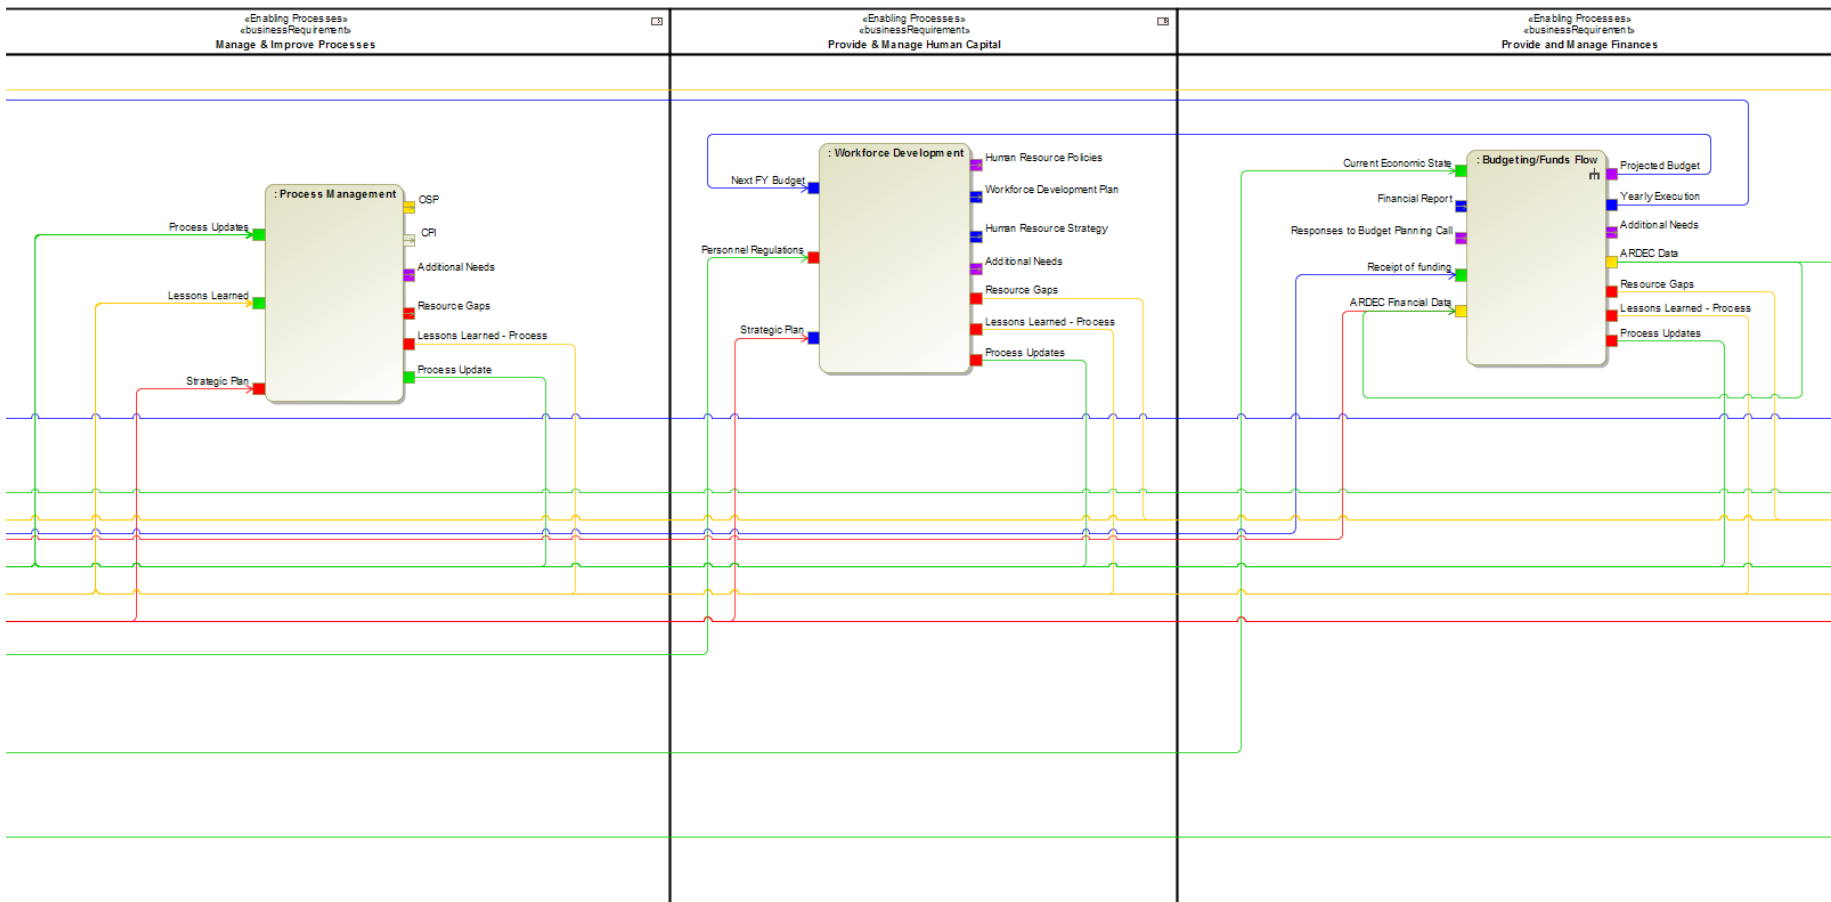 «Enabling Processes»
«businessRequirement»
Manage & Improve Processes
«Enabling Processes»
«businessRequirement»
Provide & Manage Human Capital
«Enabling Processes»
«businessRequirement»
Provide and Manage Finances
: Process Management
Process Updates
Lessons Learned
Strategic Plan
OSP
CPI
Additional Needs
Resource Gaps
Lessons Learned - Process
Process Update
: Workforce Development
Next FY Budget
Personnel Regulations
Strategic Plan
Human Resource Policies
Workforce Development Plan
Human Resource Strategy
Additional Needs
Resource Gaps
Lessons Learned - Process
Process Updates
: Budgeting/Funds Flow
Current Economic State
Financial Report
Responses to Budget Planning Call
Receipt of funding
ARDEC Financial Data
Projected Budget
Yearly Execution
Additional Needs
ARDEC Data
Resource Gaps
Lessons Learned - Process
Process Updates